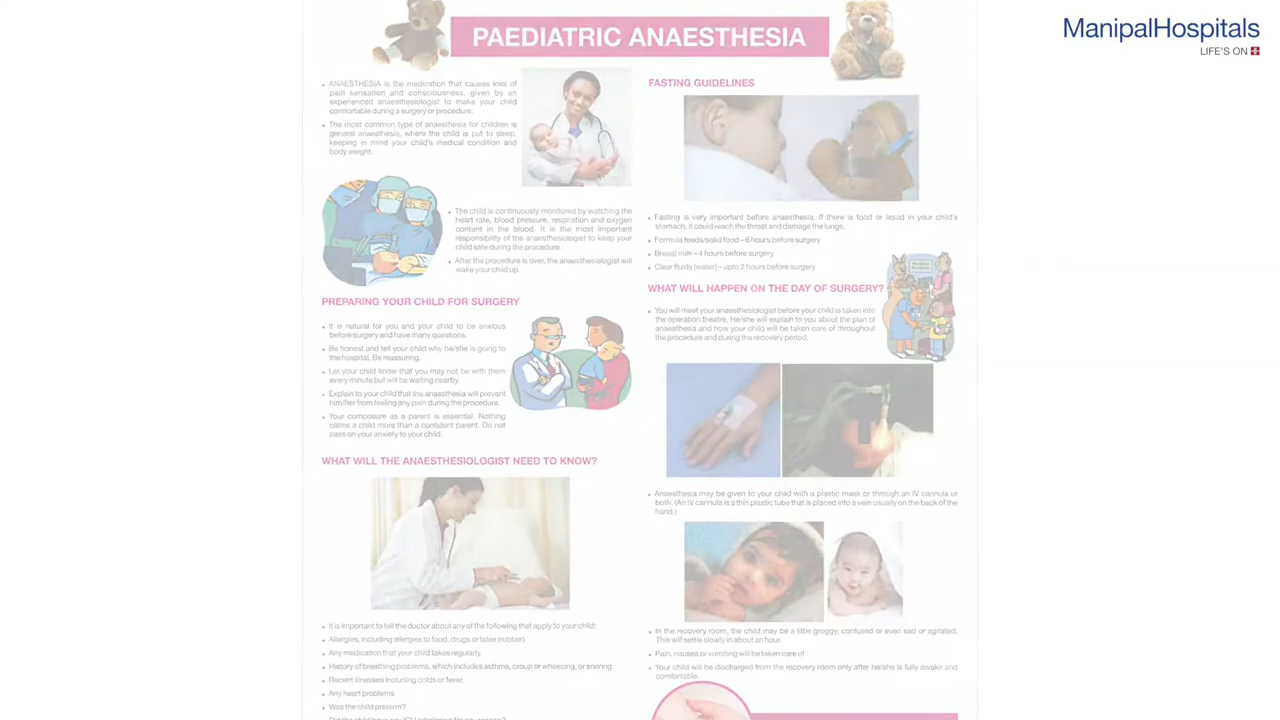 ManipalHospitals
LIFE'S ON
PAEDIATRIC ANAESTHESIA
• ANAESTHESIA is the medication that causes loss of
pain sensation and consciousness, given by an
experienced anaesthesiologist to make your child
comfortable during a surgery or procedure.
• The most common type of anaesthesia for children is
general anaesthesia, where the child is put to sleep,
keeping in mind your child's medical condition and
body weight.
• The child is continuously monitored by watching the
heart rate, blood pressure, respiration and oxygen
content in the blood. It is the most important
responsibility of the anaesthesiologist to keep your
child safe during the procedure.
• After the procedure is over, the anaesthesiologist will
wake your child up.
PREPARING YOUR CHILD FOR SURGERY
• It is natural for you and your child to be anxious
before surgery and have many questions.
• Be honest and tell your child why he/she is going to
the hospital. Be reassuring.
• Let your child know that you may not be with them
every minute but will be waiting nearby.
• Explain to your child that the anaesthesia will prevent
him/her from feeling any pain during the procedure.
• Your composure as a parent is essential. Nothing
calms a child more than a confident parent. Do not
pass on your anxiety to your child.
WHAT WILL THE ANAESTHESIOLOGIST NEED TO KNOW?
• It is important to tell the doctor about any of the following that apply to your child:
• Allergies, including allergies to food, drugs or latex (rubber).
• Any medication that your child takes regularly.
• History of breathing problems, which includes asthma, croup or wheezing, or snoring.
• Recent illnesses including colds or fever.
• Any heart problems
• Was the child preterm?
FASTING GUIDELINES
• Fasting is very important before anaesthesia. If there is food or liquid in your child's
stomach, it could reach the throat and damage the lungs.
• Formula feeds/solid food – 6 hours before surgery
• Breast milk – 4 hours before surgery
• Clear fluids (water) – upto 2 hours before surgery
WHAT WILL HAPPEN ON THE DAY OF SURGERY?
• You will meet your anaesthesiologist before your child is taken into
the operation theatre. He/she will explain to you about the plan of
anaesthesia and how your child will be taken care of throughout
the procedure and during the recovery period.
• Anaesthesia may be given to your child with a plastic mask or through an IV cannula or
both. (An IV cannula is a thin plastic tube that is placed into a vein usually on the back of the
hand.)
• In the recovery room, the child may be a little groggy, confused or even sad or agitated.
This will settle slowly in about an hour.
• Pain, nausea or vomiting will be taken care of.
• Your child will be discharged from the recovery room only after he/she is fully awake and
comfortable.